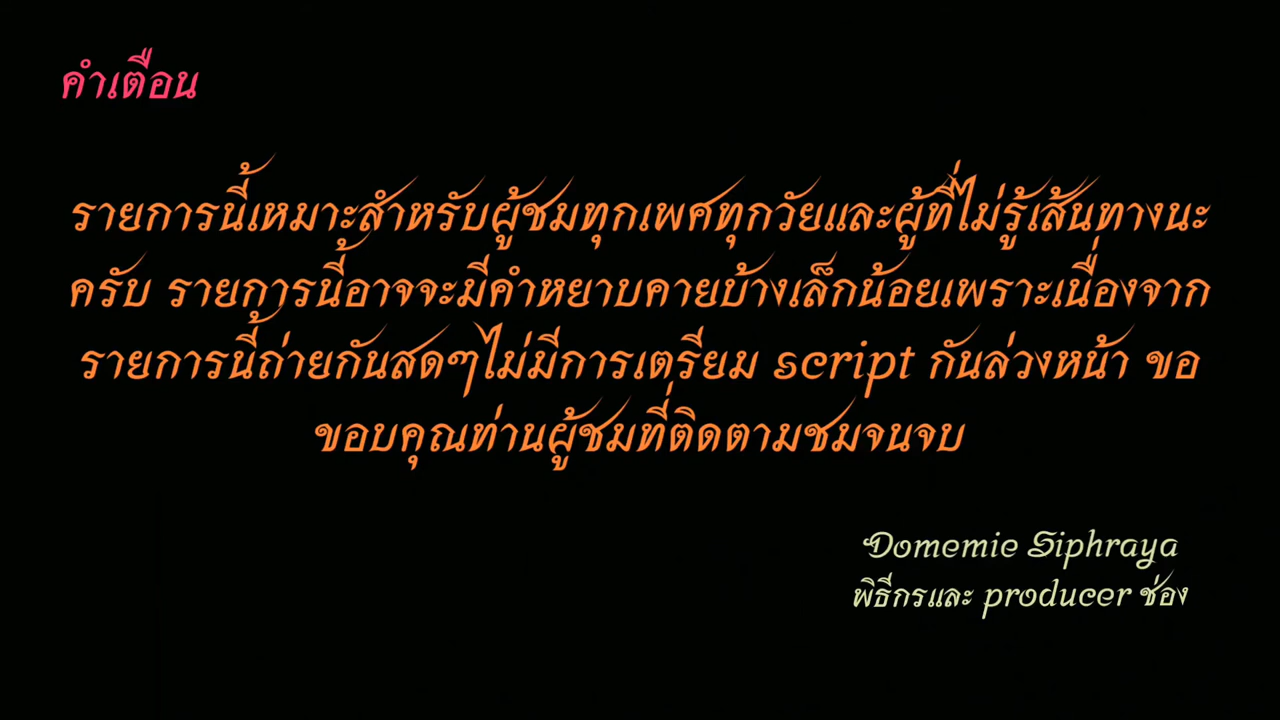 คำเตือน
รายการนี้เหมาะสำหรับผู้ชมทุกเพศทุกวัยและผู้ที่ไม่รู้เส้นทางนะ
ครับ รายการนี้อาจจะมีคำหยาบคายบ้างเล็กน้อยเพราะเนื่องจาก
รายการนี้ถ่ายกันสดๆไม่มีการเตรียม script กันล่วงหน้า ขอ
ขอบคุณท่านผู้ชมที่ติดตามชมจนจบ
Domemie Siphraya
พิธีกรและ producer ช่อง